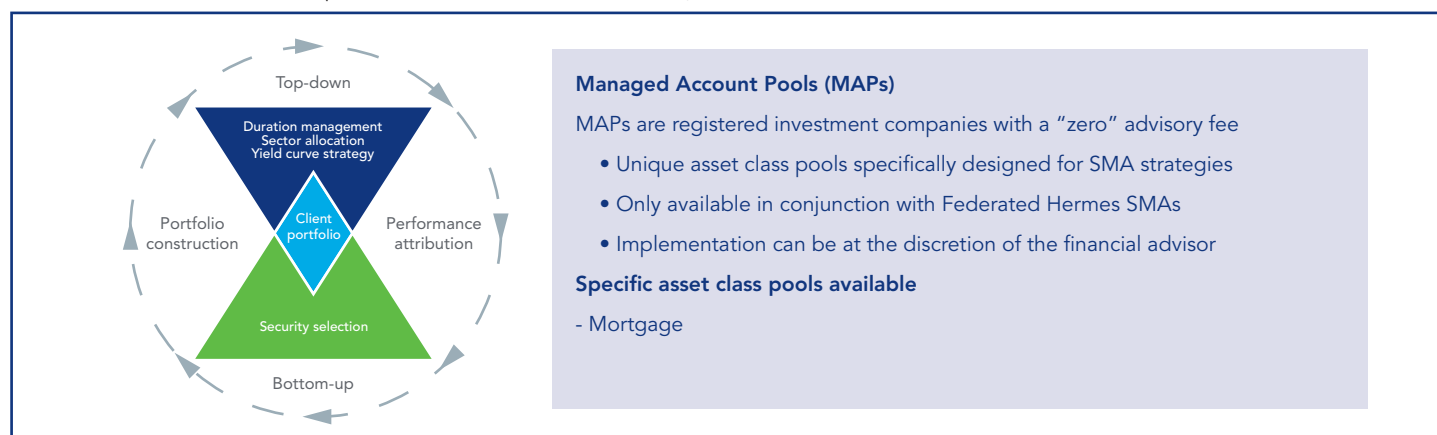 Top-down
Duration management
Sector allocation
Yield curve strategy
Client
portfolio
Portfolio
construction
Performance
attribution
Security selection
Bottom-up
Managed Account Pools (MAPs)
MAPs are registered investment companies with a “zero” advisory fee
• Unique asset class pools specifically designed for SMA strategies
• Only available in conjunction with Federated Hermes SMAs
• Implementation can be at the discretion of the financial advisor
Specific asset class pools available
- Mortgage